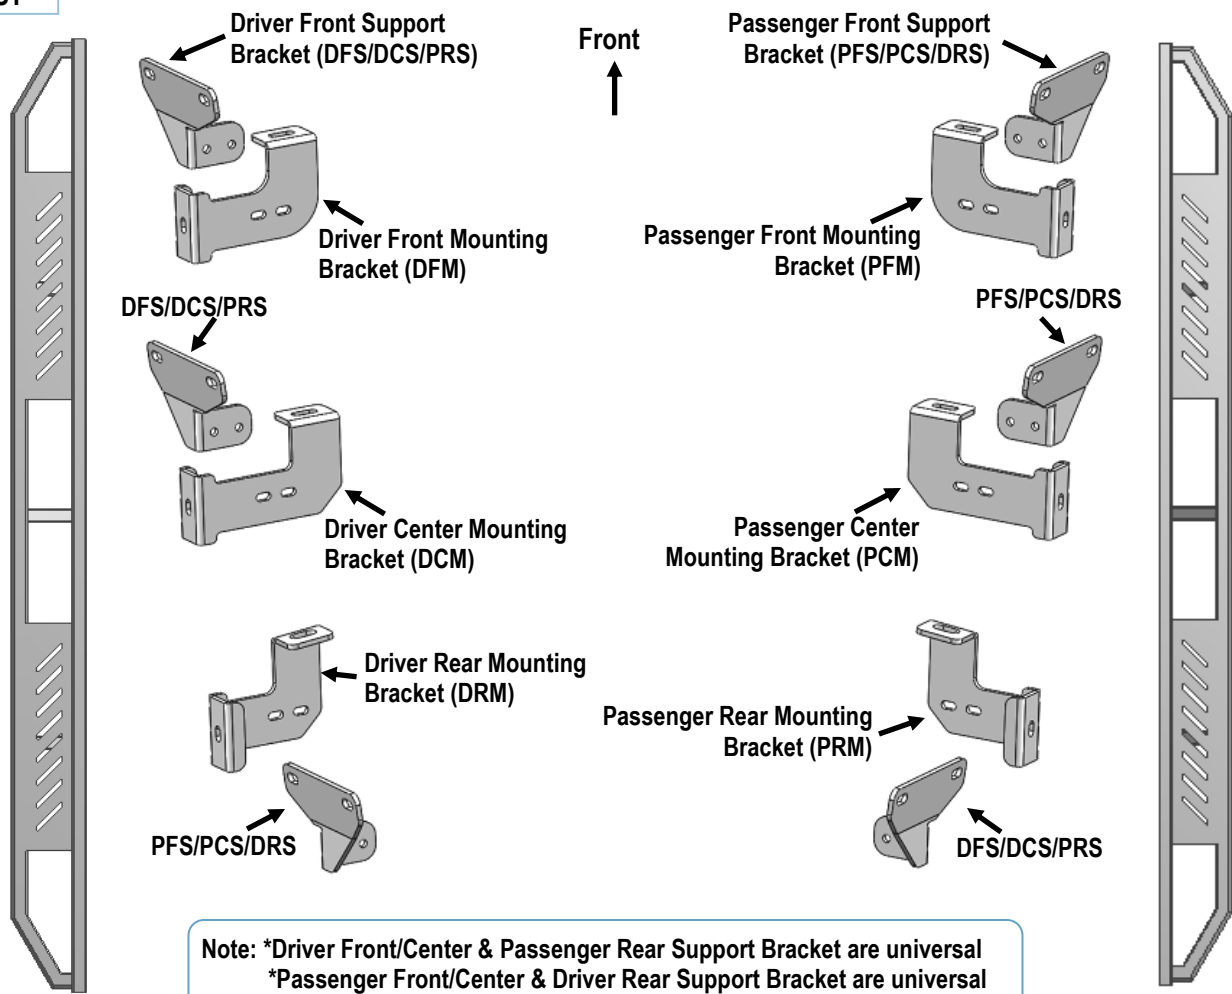 Driver Front Support
Bracket (DFS/DCS/PRS)
Front
Passenger Front Support
Bracket (PFS/PCS/DRS)
Driver Front Mounting
Bracket (DFM)
Passenger Front Mounting
Bracket (PFM)
DFS/DCS/PRS
PFS/PCS/DRS
Driver Center Mounting
Bracket (DCM)
Passenger Center
Mounting Bracket (PCM)
Driver Rear Mounting
Bracket (DRM)
Passenger Rear Mounting
Bracket (PRM)
PFS/PCS/DRS
DFS/DCS/PRS
Note: *Driver Front/Center & Passenger Rear Support Bracket are universal
*Passenger Front/Center & Driver Rear Support Bracket are universal